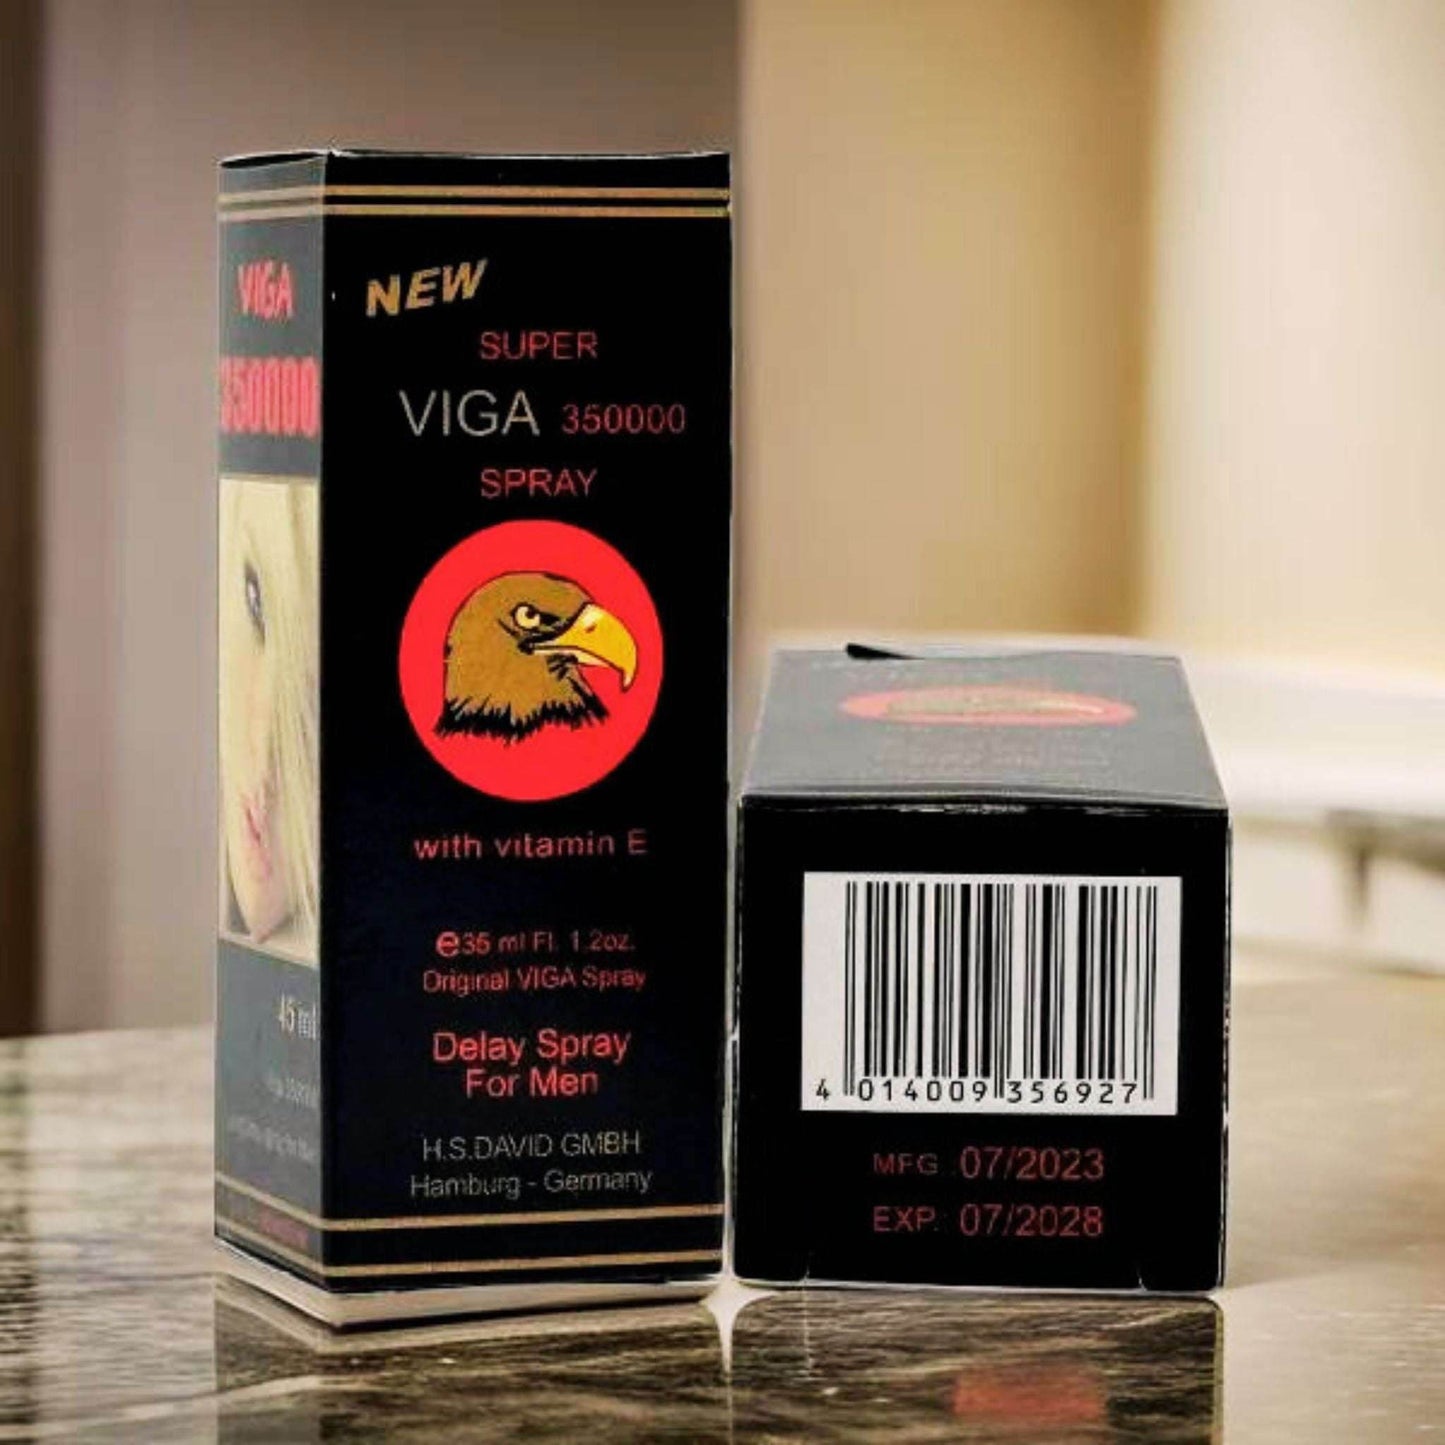 VIGA
350000
45 ml
NEW
SUPER
VIGA 350000
SPRAY
with vitamin E
e35 ml Fl. 1.2oz.
Original VIGA Spray
Delay Spray
For Men
H.S.DAVID GMBH
Hamburg - Germany
4 014009 356927
MFG 07/2023
EXP. 07/2028